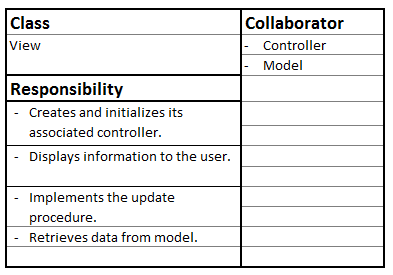 Class
Collaborator
View
- Controller
- Model
Responsibility
- Creates and initializes its
associated controller.
- Displays information to the user.
- Implements the update
procedure.
- Retrieves data from model.